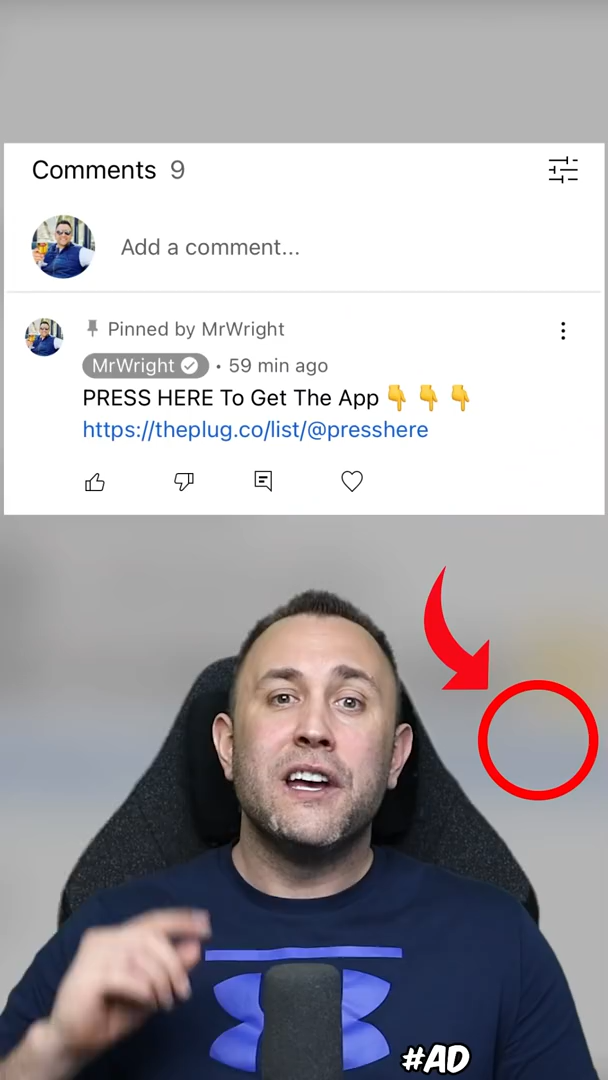 Comments 9
Add a comment...
Pinned by MrWright
MrWright • 59 min ago
PRESS HERE To Get The App 👇 👇 👇
https://theplug.co/list/@presshere
#AD